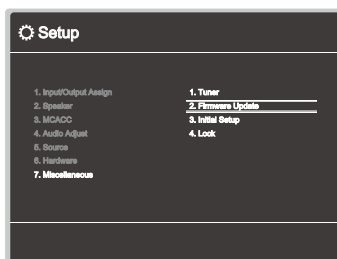 Setup
1. Input/Output Assign
2. Speaker
3. MCACC
4. Audio Adjust
5. Source
6. Hardware
7. Miscellaneous
1. Tuner
2. Firmware Update
3. Initial Setup
4. Lock